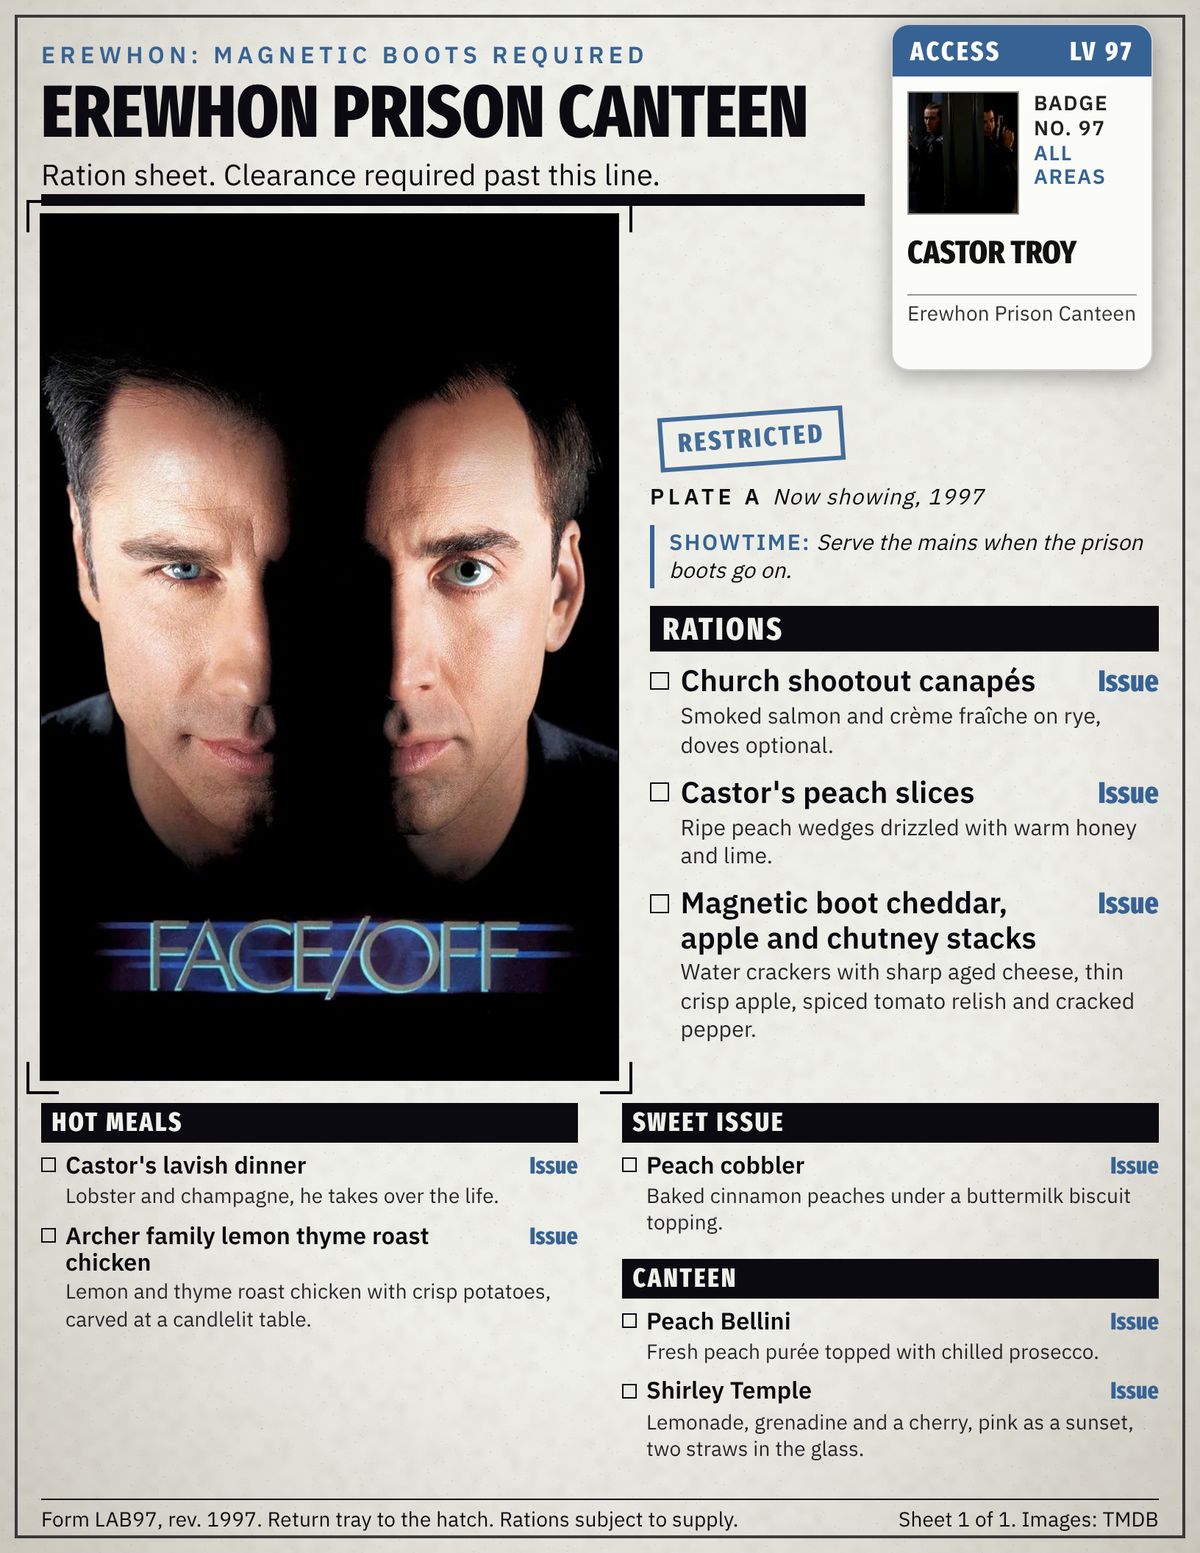 EREWHON: MAGNETIC BOOTS REQUIRED
EREWHON PRISON CANTEEN
Ration sheet. Clearance required past this line.
ACCESS LV 97
BADGE
NO. 97
ALL
AREAS
CASTOR TROY
Erewhon Prison Canteen
FACE/OFF
RESTRICTED
PLATE A Now showing, 1997
SHOWTIME: Serve the mains when the prison
boots go on.
RATIONS
Church shootout canapés Issue
Smoked salmon and crème fraîche on rye,
doves optional.
Castor's peach slices Issue
Ripe peach wedges drizzled with warm honey
and lime.
Magnetic boot cheddar, Issue
apple and chutney stacks
Water crackers with sharp aged cheese, thin
crisp apple, spiced tomato relish and cracked
pepper.
HOT MEALS
Castor's lavish dinner Issue
Lobster and champagne, he takes over the life.
Archer family lemon thyme roast Issue
chicken
Lemon and thyme roast chicken with crisp potatoes,
carved at a candlelit table.
SWEET ISSUE
Peach cobbler Issue
Baked cinnamon peaches under a buttermilk biscuit
topping.
CANTEEN
Peach Bellini Issue
Fresh peach purée topped with chilled prosecco.
Shirley Temple Issue
Lemonade, grenadine and a cherry, pink as a sunset,
two straws in the glass.
Form LAB97, rev. 1997. Return tray to the hatch. Rations subject to supply.
Sheet 1 of 1. Images: TMDB